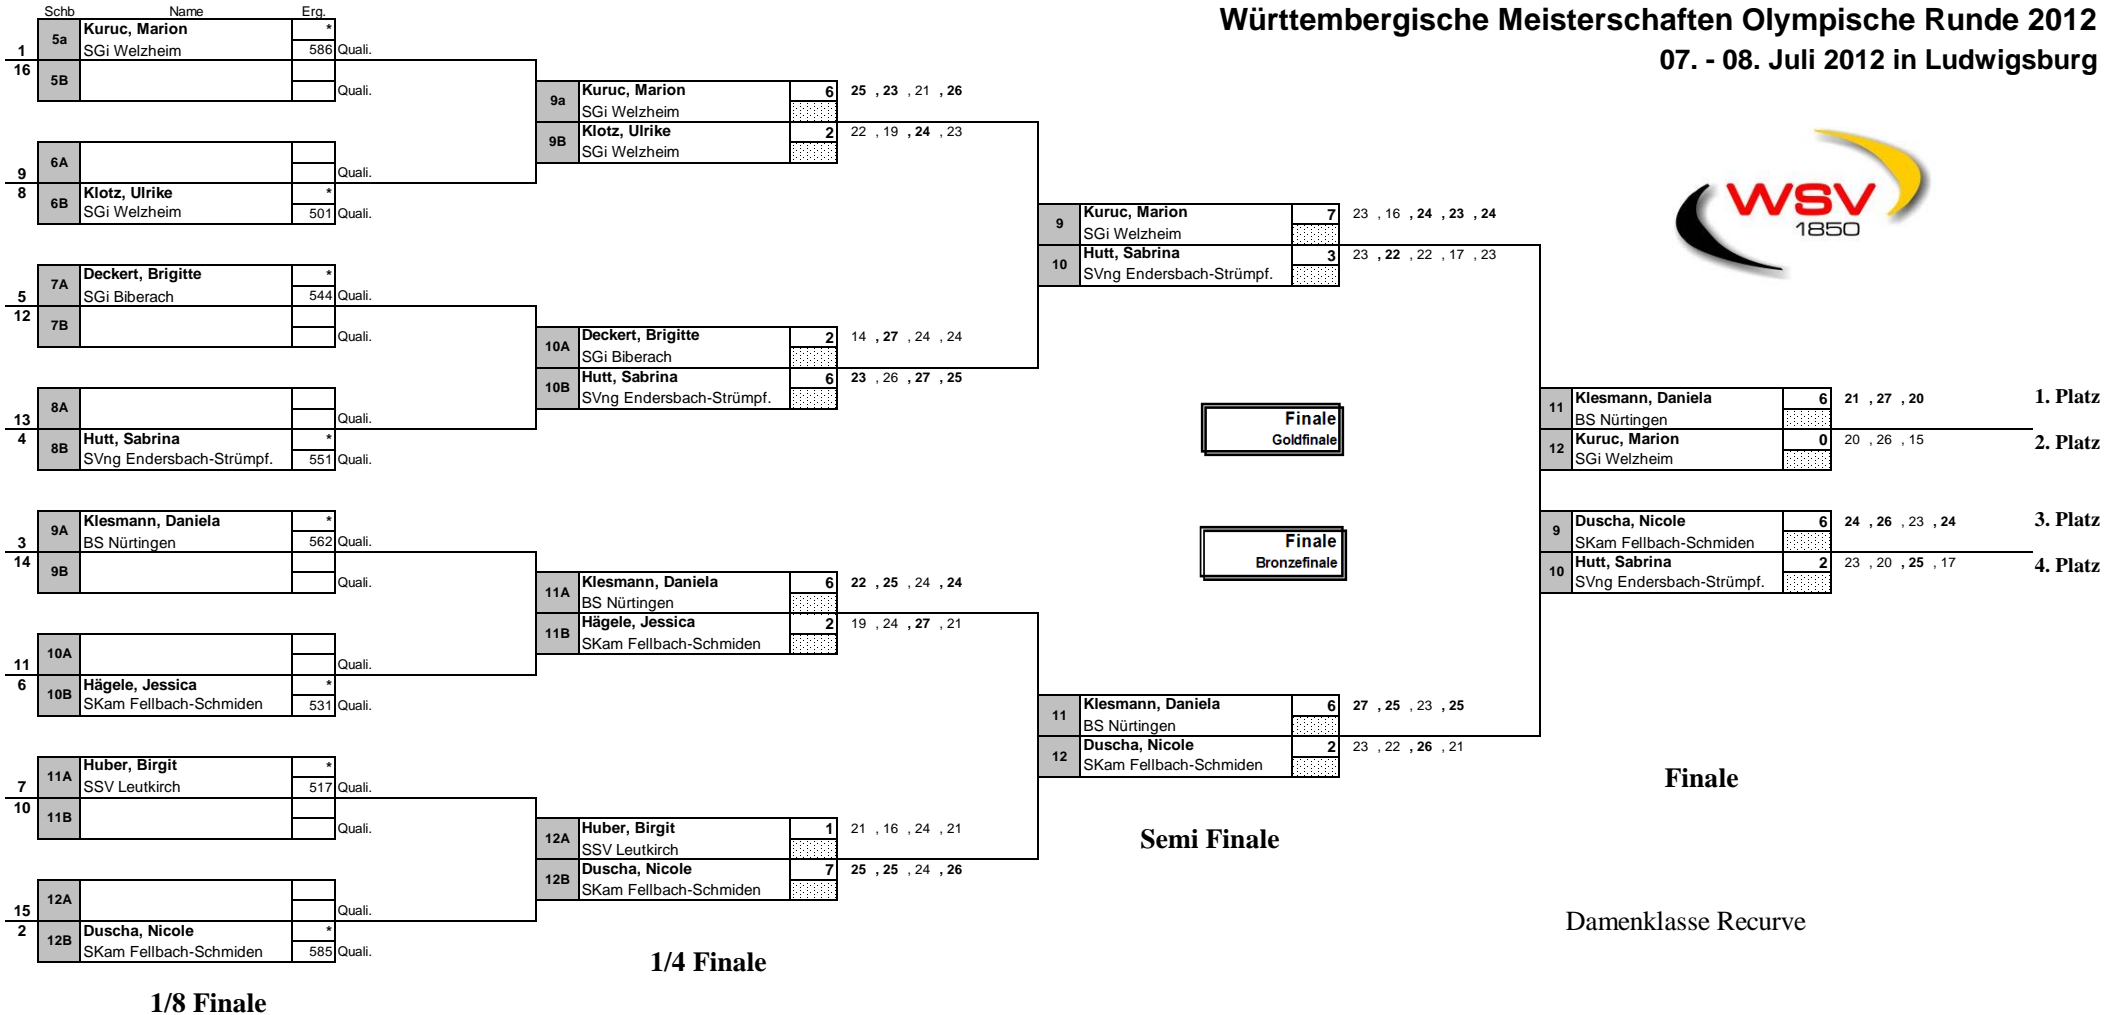 Schb Name Erg.
Württembergische Meisterschaften Olympische Runde 2012
07. - 08. Juli 2012 in Ludwigsburg
WSV
1850
5a Kuruc, Marion *
1 SGi Welzheim 586 Quali.
16 5B
Quali.
6A
9 Quali.
8 6B Klotz, Ulrike *
SGi Welzheim 501 Quali.
7A Deckert, Brigitte *
5 SGi Biberach 544 Quali.
12 7B
Quali.
8A
13 Quali.
4 8B Hutt, Sabrina *
SVng Endersbach-Strümpf. 551 Quali.
9A Klesmann, Daniela *
3 BS Nürtingen 562 Quali.
14 9B
Quali.
10A
11 Quali.
6 10B Hägele, Jessica *
SKam Fellbach-Schmiden 531 Quali.
11A Huber, Birgit *
7 SSV Leutkirch 517 Quali.
10 11B
Quali.
12A
15 Quali.
2 12B Duscha, Nicole *
SKam Fellbach-Schmiden 585 Quali.
1/8 Finale
9a Kuruc, Marion 6 25 , 23 , 21 , 26
SGi Welzheim
9B Klotz, Ulrike 2 22 , 19 , 24 , 23
SGi Welzheim
10A Deckert, Brigitte 2 14 , 27 , 24 , 24
SGi Biberach
10B Hutt, Sabrina 6 23 , 26 , 27 , 25
SVng Endersbach-Strümpf.
11A Klesmann, Daniela 6 22 , 25 , 24 , 24
BS Nürtingen
11B Hägele, Jessica 2 19 , 24 , 27 , 21
SKam Fellbach-Schmiden
12A Huber, Birgit 1 21 , 16 , 24 , 21
SSV Leutkirch
12B Duscha, Nicole 7 25 , 25 , 24 , 26
SKam Fellbach-Schmiden
1/4 Finale
9 Kuruc, Marion 7 23 , 16 , 24 , 23 , 24
SGi Welzheim
10 Hutt, Sabrina 3 23 , 22 , 22 , 17 , 23
SVng Endersbach-Strümpf.
Finale
Goldfinale
Finale
Bronzefinale
11 Klesmann, Daniela 6 27 , 25 , 23 , 25
BS Nürtingen
12 Duscha, Nicole 2 23 , 22 , 26 , 21
SKam Fellbach-Schmiden
Semi Finale
11 Klesmann, Daniela 6 21 , 27 , 20 1. Platz
BS Nürtingen
12 Kuruc, Marion 0 20 , 26 , 15 2. Platz
SGi Welzheim
9 Duscha, Nicole 6 24 , 26 , 23 , 24 3. Platz
SKam Fellbach-Schmiden
10 Hutt, Sabrina 2 23 , 20 , 25 , 17 4. Platz
SVng Endersbach-Strümpf.
Finale
Damenklasse Recurve